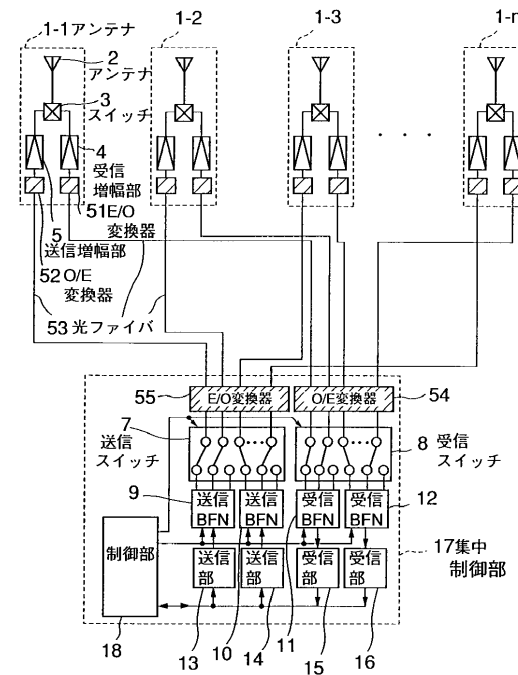 1-1アンテナ
1-2
1-3
1-n
2
アンテナ
3
スイッチ
4
受信
増幅部
51E/O
変換器
5
送信増幅部
52 O/E
変換器
53光ファイバ
55
E/O変換器
O/E変換器
54
7
送信
スイッチ
8
受信
スイッチ
9
送信
BFN
送信
BFN
受信
BFN
受信
BFN
12
制御部
送信
部
送信
部
受信
部
受信
部
17集中
制御部
18
13
10
14
11
15
16